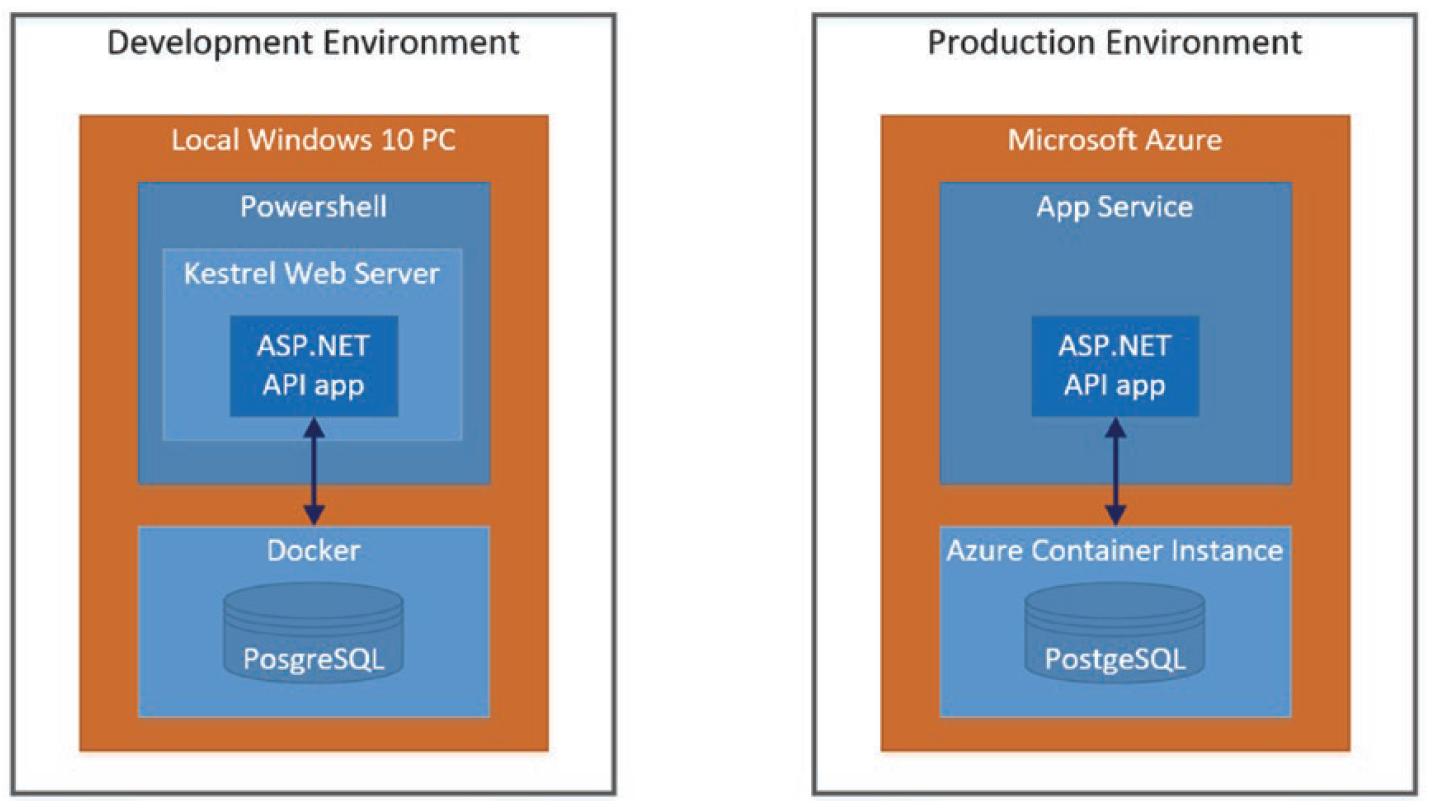 Development Environment
Local Windows 10 PC
Powershell
Kestrel Web Server
ASP.NET
API app
Docker
PosgreSQL
Production Environment
Microsoft Azure
App Service
ASP.NET
API app
Azure Container Instance
PostgeSQL